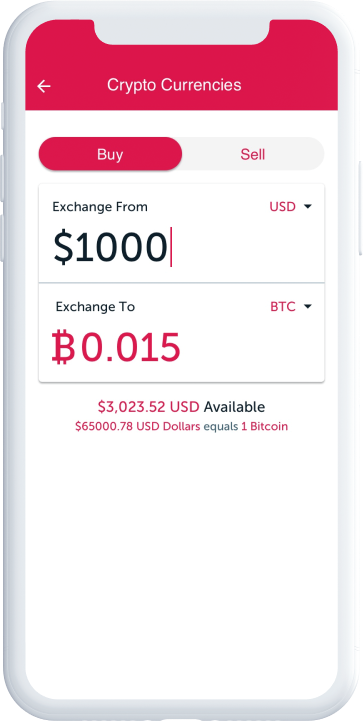 Crypto Currencies
Buy Sell
Exchange From USD
$1000
Exchange To BTC
₿0.015
$3,023.52 USD Available
$65000.78 USD Dollars equals 1 Bitcoin